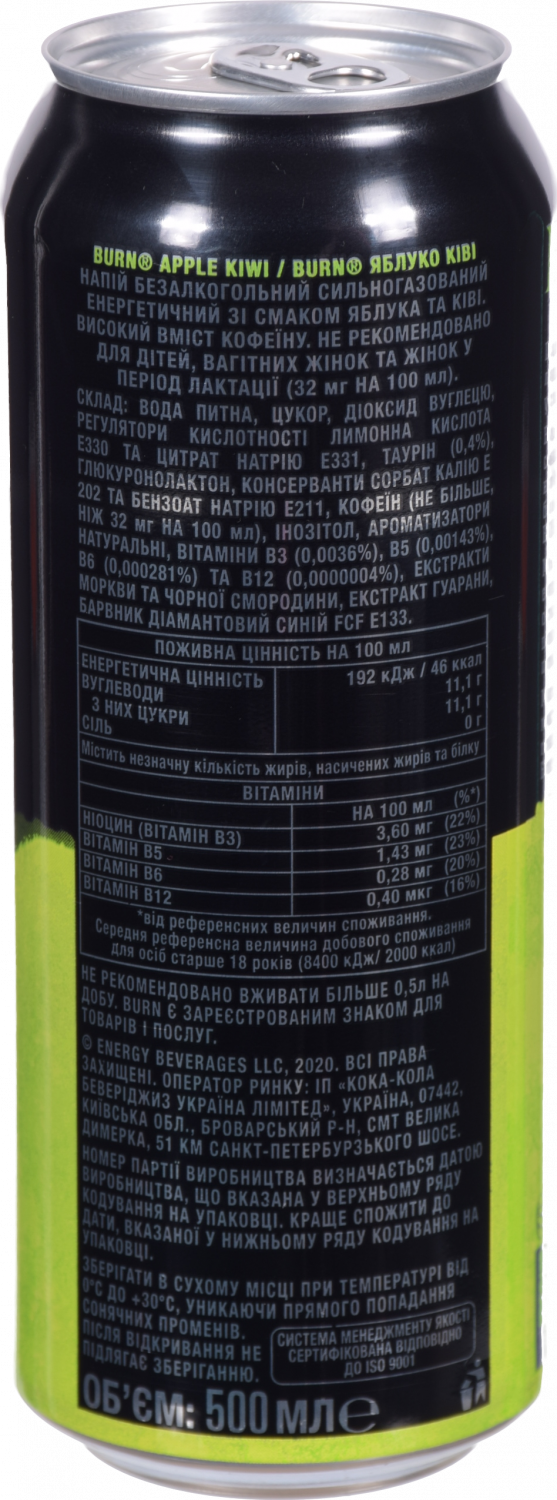 BURN® APPLE KIWI / BURN® ЯБЛУКО КІВІ
НАПІЙ БЕЗАЛКОГОЛЬНИЙ СИЛЬНОГАЗОВАНИЙ
ЕНЕРГЕТИЧНИЙ ЗІ СМАКОМ ЯБЛУКА ТА КІВІ.
ВИСОКИЙ ВМІСТ КОФЕЇНУ. НЕ РЕКОМЕНДОВАНО
ДЛЯ ДІТЕЙ, ВАГІТНИХ ЖІНОК ТА ЖІНОК У
ПЕРІОД ЛАКТАЦІЇ (32 МГ НА 100 МЛ).
СКЛАД: ВОДА ПИТНА, ЦУКОР, ДІОКСИД ВУГЛЕЦЮ,
РЕГУЛЯТОРИ КИСЛОТНОСТІ ЛИМОННА КИСЛОТА
Е330 ТА ЦИТРАТ НАТРІЮ Е331, ТАУРІН (0,4%),
ГЛЮКУРОНОЛАКТОН, КОНСЕРВАНТИ СОРБАТ КАЛІЮ Е
202 ТА БЕНЗОАТ НАТРІЮ Е211, КОФЕЇН (НЕ БІЛЬШЕ,
НІЖ 32 МГ НА 100 МЛ), ІНОЗІТОЛ, АРОМАТИЗАТОРИ
НАТУРАЛЬНІ, ВІТАМІНИ В3 (0,0036%), В5 (0,00143%),
В6 (0,000281%) ТА В12 (0,0000004%), ЕКСТРАКТИ
МОРКВИ ТА ЧОРНОЇ СМОРОДИНИ, ЕКСТРАКТ ГУАРАНИ,
БАРВНИК ДІАМАНТОВИЙ СИНІЙ FCF Е133.
ПОЖИВНА ЦІННІСТЬ НА 100 МЛ
ЕНЕРГЕТИЧНА ЦІННІСТЬ 192 кДж / 46 ккал
ВУГЛЕВОДИ 11,1 г
З НИХ ЦУКРИ 11,1 г
СІЛЬ 0 г
Містить незначну кількість жирів, насичених жирів та білку
ВІТАМІНИ
НА 100 МЛ (%*)
НІОЦИН (ВІТАМІН В3) 3,60 МГ (22%)
ВІТАМІН В5 1,43 МГ (23%)
ВІТАМІН В6 0,28 МГ (20%)
ВІТАМІН В12 0,40 МКГ (16%)
*від референсних величин споживання.
Середня референсна величина добового споживання
для осіб старше 18 років (8400 кДж/ 2000 ккал)
НЕ РЕКОМЕНДОВАНО ВЖИВАТИ БІЛЬШЕ 0,5л НА
ДОБУ. BURN Є ЗАРЕЄСТРОВАНИМ ЗНАКОМ ДЛЯ
ТОВАРІВ І ПОСЛУГ.
© ENERGY BEVERAGES LLC, 2020. ВСІ ПРАВА
ЗАХИЩЕНІ. ОПЕРАТОР РИНКУ: ІП «КОКА-КОЛА
БЕВЕРІДЖИЗ УКРАЇНА ЛІМІТЕД», УКРАЇНА, 07442,
КИЇВСЬКА ОБЛ., БРОВАРСЬКИЙ Р-Н, СМТ ВЕЛИКА
ДИМЕРКА, 51 КМ САНКТ-ПЕТЕРБУРЗЬКОГО ШОСЕ.
НОМЕР ПАРТІЇ ВИРОБНИЦТВА ВИЗНАЧАЄТЬСЯ ДАТОЮ
ВИРОБНИЦТВА, ЩО ВКАЗАНА У ВЕРХНЬОМУ РЯДУ
КОДУВАННЯ НА УПАКОВЦІ. КРАЩЕ СПОЖИТИ ДО
ДАТИ, ВКАЗАНОЇ У НИЖНЬОМУ РЯДУ КОДУВАННЯ НА
УПАКОВЦІ.
ЗБЕРІГАТИ В СУХОМУ МІСЦІ ПРИ ТЕМПЕРАТУРІ ВІД
0°С ДО +30°С, УНИКАЮЧИ ПРЯМОГО ПОПАДАННЯ
СОНЯЧНИХ ПРОМЕНІВ.
ПІСЛЯ ВІДКРИВАННЯ НЕ
ПІДЛЯГАЄ ЗБЕРІГАННЮ.
СИСТЕМА МЕНЕДЖМЕНТУ ЯКОСТІ
СЕРТИФІКОВАНА ВІДПОВІДНО
ДО ISO 9001
ОБ'ЄМ: 500 МЛ℮